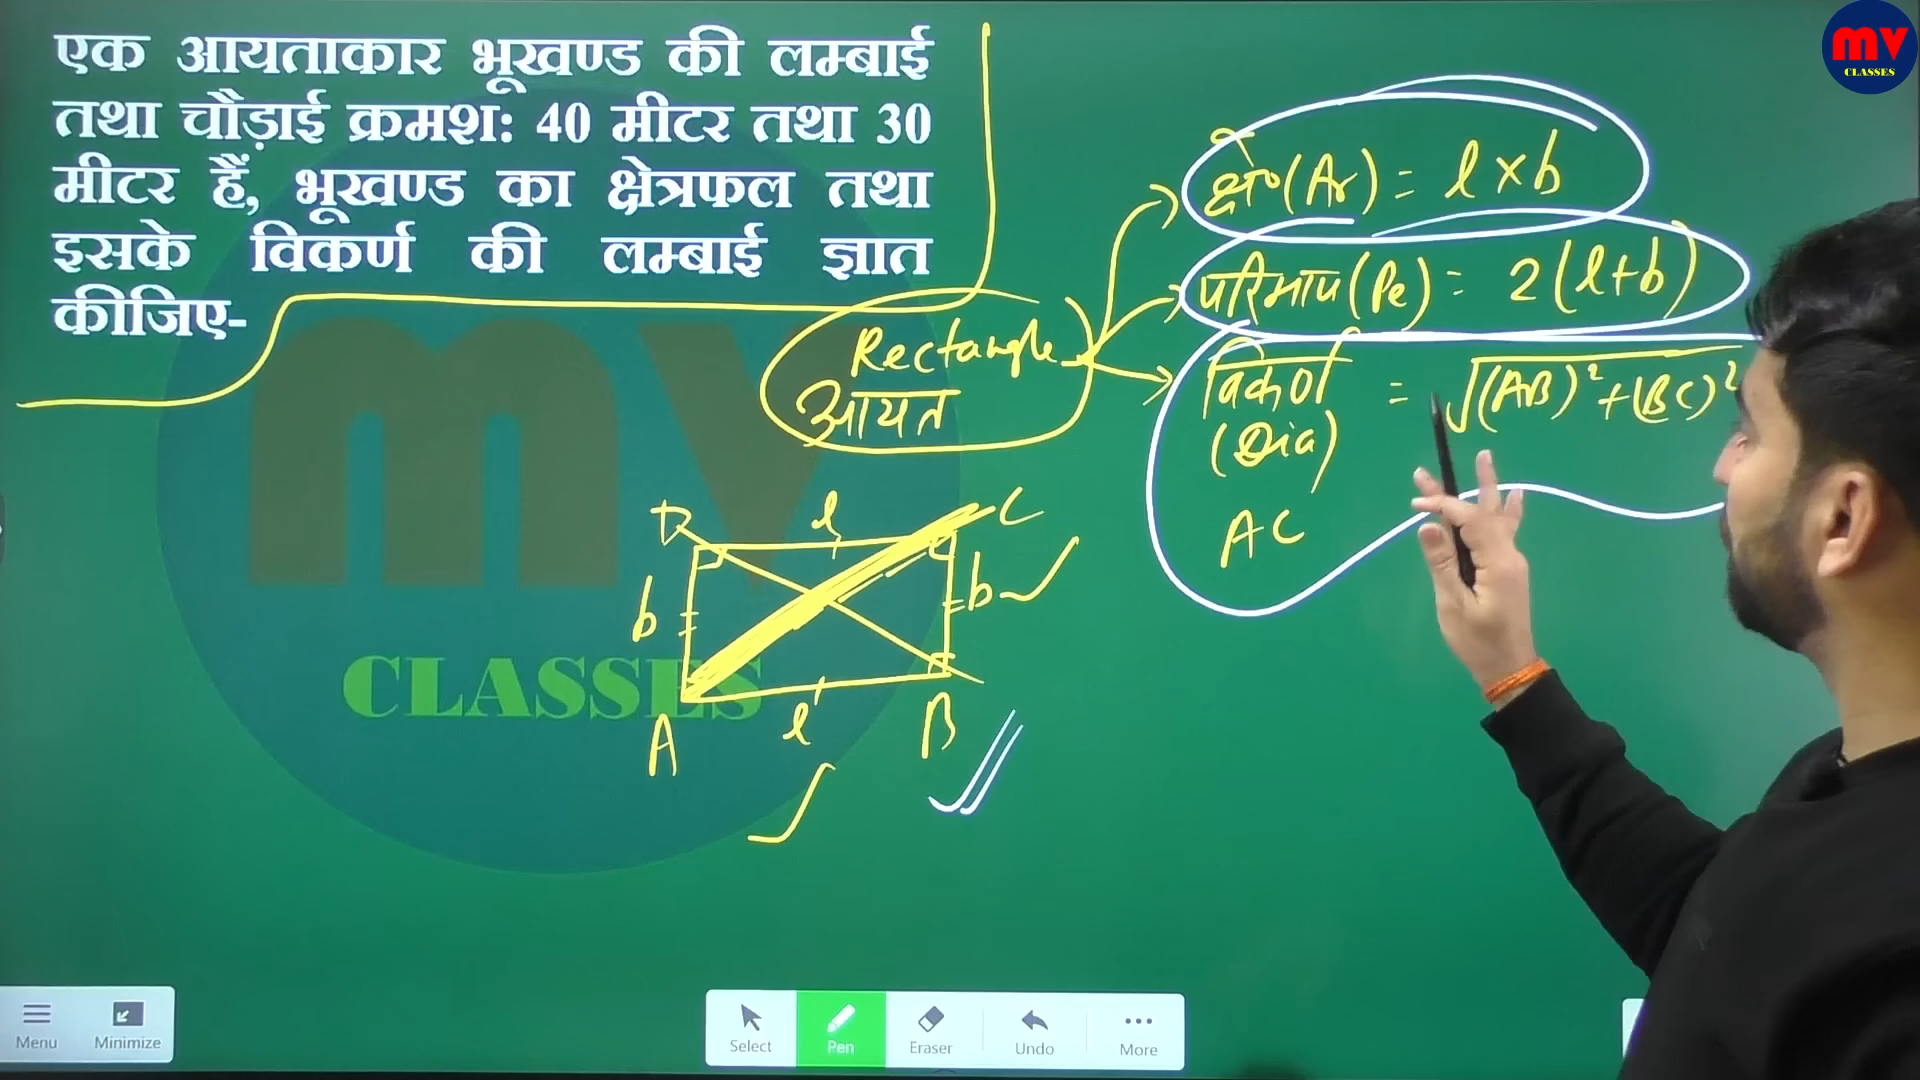 एक आयताकार भूखण्ड की लम्बाई
तथा चौड़ाई क्रमश: 40 मीटर तथा 30
मीटर हैं, भूखण्ड का क्षेत्रफल तथा
इसके विकर्ण की लम्बाई ज्ञात
कीजिए-
mv
CLASSES
क्षे०(Ar) = l × b
परिमाप(Pe) = 2(l+b)
विकर्ण = √(AB)² + (BC)²
(Dia)
AC
Rectangle
आयत
D l C
b b
A l B
mv
CLASSES
Menu Minimize
Select Pen Eraser Undo More